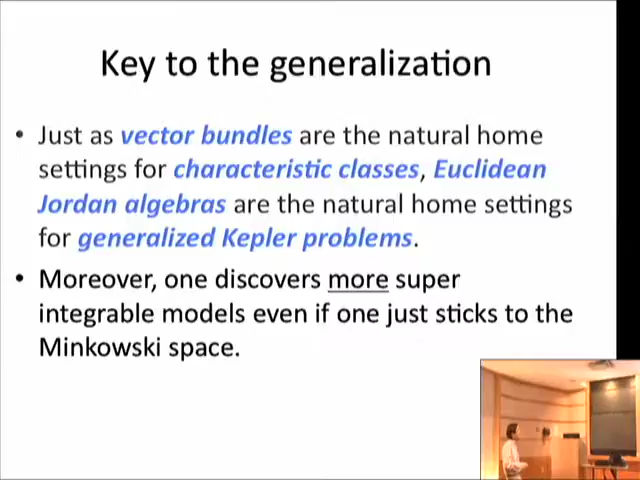 Key to the generalization
• Just as vector bundles are the natural home
settings for characteristic classes, Euclidean
Jordan algebras are the natural home settings
for generalized Kepler problems.
• Moreover, one discovers more super
integrable models even if one just sticks to the
Minkowski space.